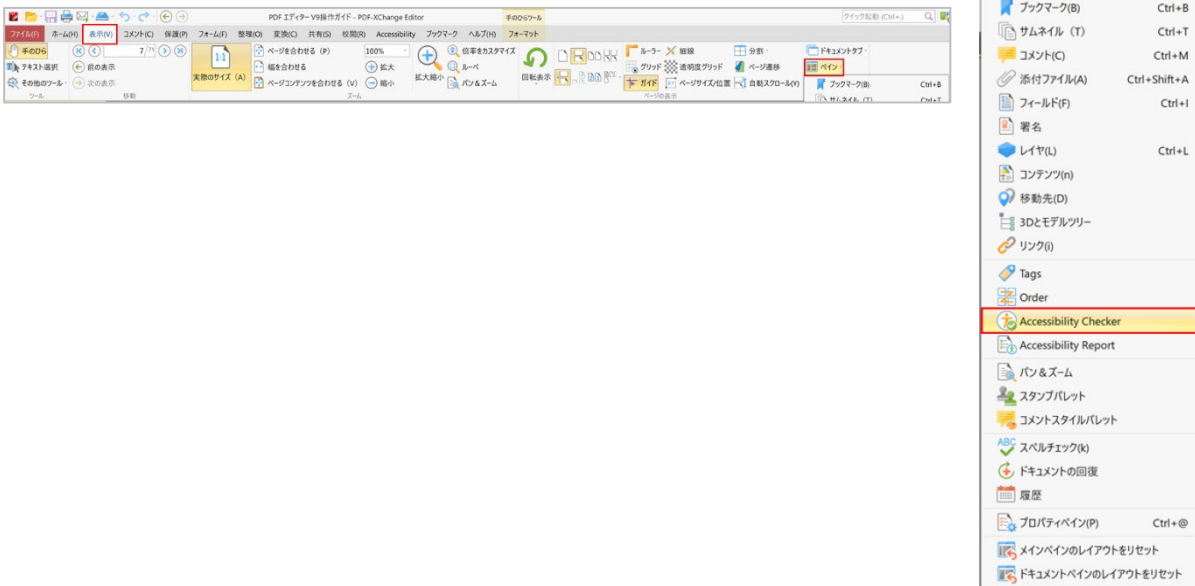 PDF エディター V9操作ガイド - PDF-XChange Editor
手のひらツール
クイック起動 (Ctrl+.)
ファイル(F) ホーム(H) 表示(V) コメント(C) 保護(P) フォーム(F) 整理(O) 変換(C) 共有(S) 校閲(R) Accessibility ブックマーク ヘルプ(H) フォーマット
手のひら
テキスト選択
その他のツール
ツール
7/71
前の表示
次の表示
移動
1:1
実際のサイズ (A)
ページを合わせる (P)
幅を合わせる
ページコンテンツを合わせる (V)
100%
拡大
縮小
拡大縮小
倍率をカスタマイズ
ルーペ
パン＆ズーム
ズーム
回転表示
ルーラー
グリッド
ガイド
細線
透明度グリッド
ページサイズ/位置
分割
ページ遷移
自動スクロール(Y)
ページの表示
ドキュメントタブ
ペイン
ブックマーク(B) Ctrl+B
サムネイル (T) Ctrl+T
ブックマーク(B) Ctrl+B
サムネイル (T) Ctrl+T
コメント(C) Ctrl+M
添付ファイル(A) Ctrl+Shift+A
フィールド(F) Ctrl+I
署名
レイヤ(L) Ctrl+L
コンテンツ(n)
移動先(D)
3Dとモデルツリー
リンク(i)
Tags
Order
Accessibility Checker
Accessibility Report
パン＆ズーム
スタンプパレット
コメントスタイルパレット
ABC スペルチェック(k)
ドキュメントの回復
履歴
プロパティペイン(P) Ctrl+@
メインペインのレイアウトをリセット
ドキュメントペインのレイアウトをリセット